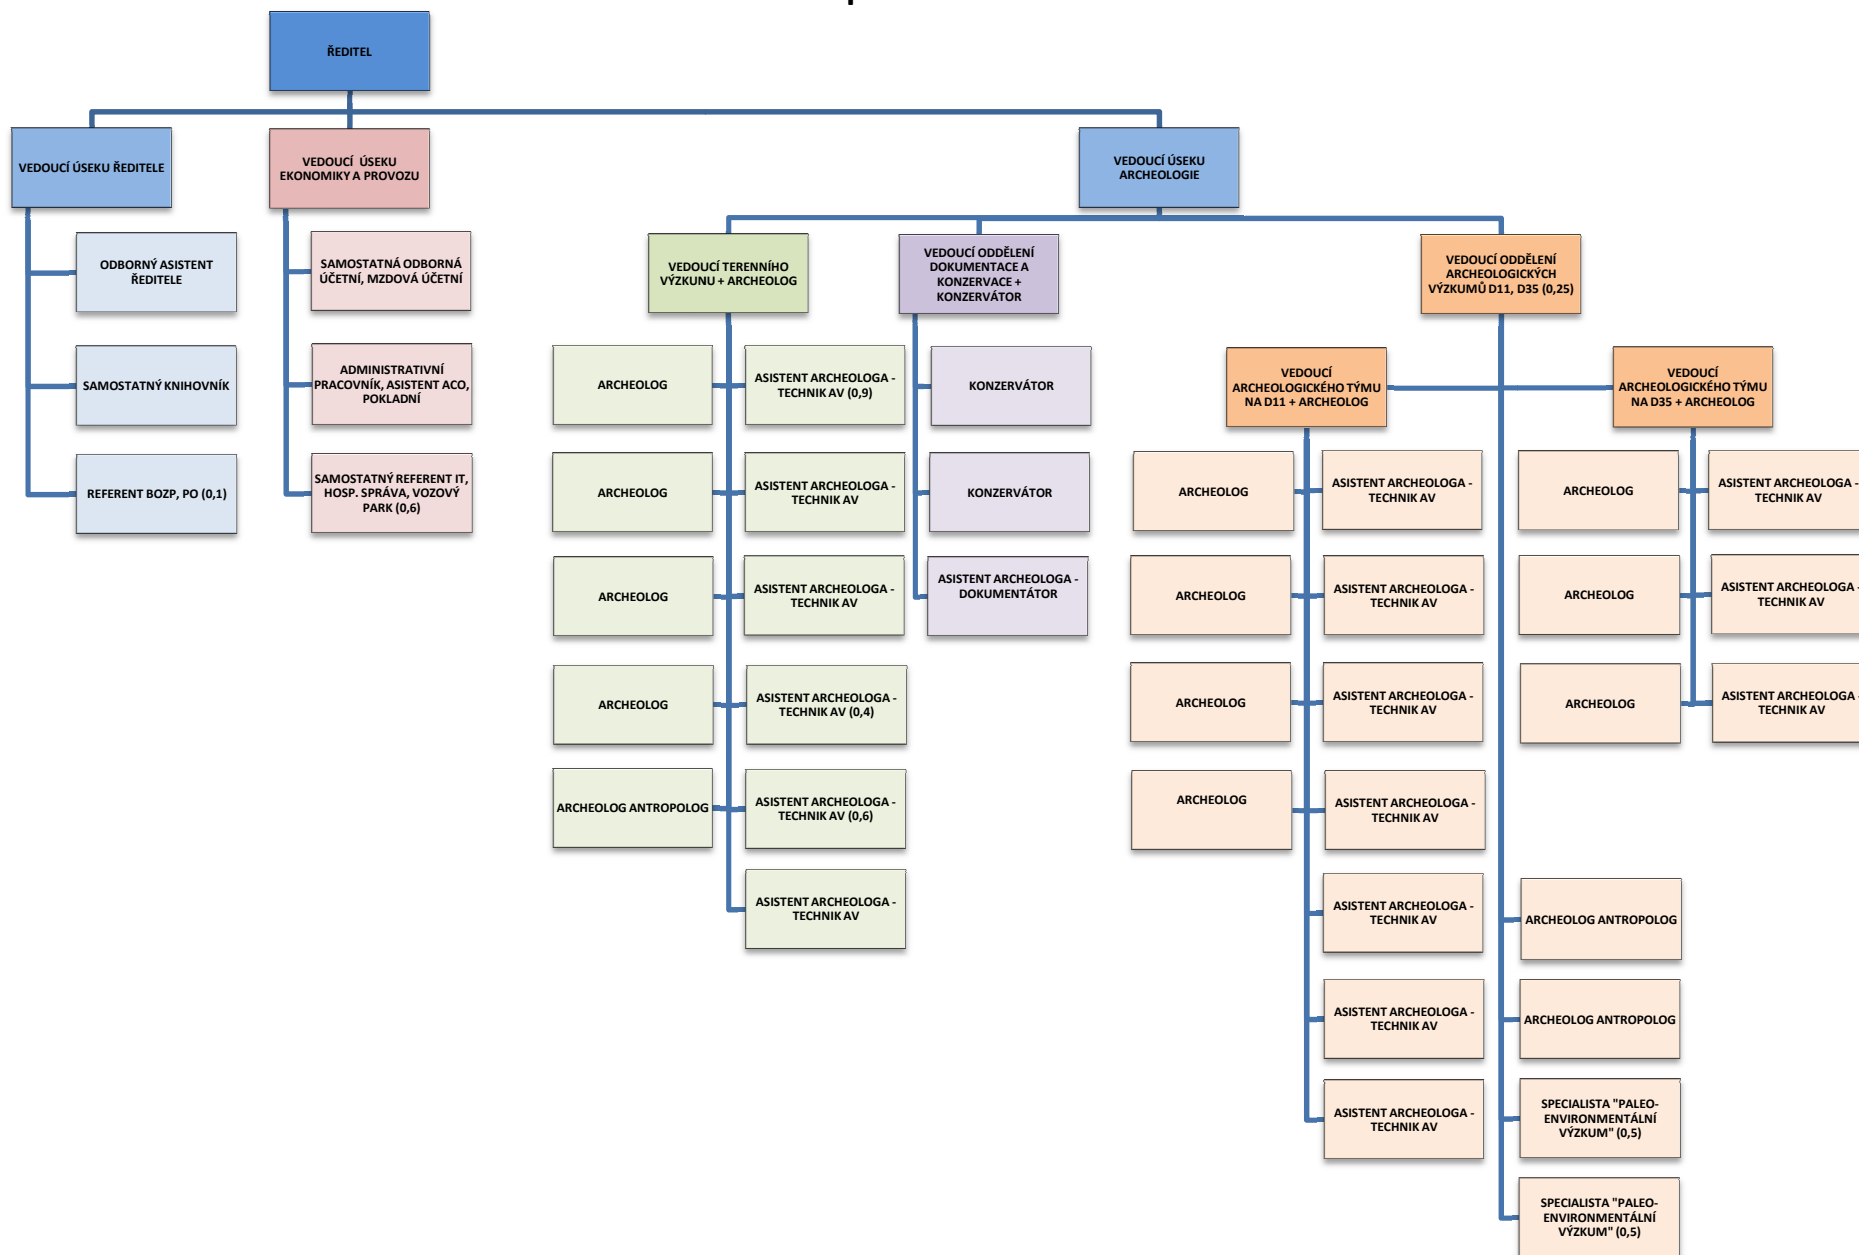 ŘEDITEL
VEDOUCÍ ÚSEKU ŘEDITELE
VEDOUCÍ ÚSEKU
EKONOMIKY A PROVOZU
VEDOUCÍ ÚSEKU
ARCHEOLOGIE
ODBORNÝ ASISTENT
ŘEDITELE
SAMOSTATNÝ KNIHOVNÍK
REFERENT BOZP, PO (0,1)
SAMOSTATNÁ ODBORNÁ
ÚČETNÍ, MZDOVÁ ÚČETNÍ
ADMINISTRATIVNÍ
PRACOVNÍK, ASISTENT ACO,
POKLADNÍ
SAMOSTATNÝ REFERENT IT,
HOSP. SPRÁVA, VOZOVÝ
PARK (0,6)
VEDOUCÍ TERENNÍHO
VÝZKUNU + ARCHEOLOG
ARCHEOLOG
ASISTENT ARCHEOLOGA -
TECHNIK AV (0,9)
ARCHEOLOG
ASISTENT ARCHEOLOGA -
TECHNIK AV
ARCHEOLOG
ASISTENT ARCHEOLOGA -
TECHNIK AV
ARCHEOLOG
ASISTENT ARCHEOLOGA -
TECHNIK AV (0,4)
ARCHEOLOG ANTROPOLOG
ASISTENT ARCHEOLOGA -
TECHNIK AV (0,6)
ASISTENT ARCHEOLOGA -
TECHNIK AV
VEDOUCÍ ODDĚLENÍ
DOKUMENTACE A
KONZERVACE +
KONZERVÁTOR
KONZERVÁTOR
KONZERVÁTOR
ASISTENT ARCHEOLOGA -
DOKUMENTÁTOR
VEDOUCÍ ODDĚLENÍ
ARCHEOLOGICKÝCH
VÝZKUMŮ D11, D35 (0,25)
VEDOUCÍ
ARCHEOLOGICKÉHO TÝMU
NA D11 + ARCHEOLOG
ARCHEOLOG
ASISTENT ARCHEOLOGA -
TECHNIK AV
ARCHEOLOG
ASISTENT ARCHEOLOGA -
TECHNIK AV
ARCHEOLOG
ASISTENT ARCHEOLOGA -
TECHNIK AV
ARCHEOLOG
ASISTENT ARCHEOLOGA -
TECHNIK AV
ASISTENT ARCHEOLOGA -
TECHNIK AV
ASISTENT ARCHEOLOGA -
TECHNIK AV
ASISTENT ARCHEOLOGA -
TECHNIK AV
VEDOUCÍ
ARCHEOLOGICKÉHO TÝMU
NA D35 + ARCHEOLOG
ARCHEOLOG
ASISTENT ARCHEOLOGA -
TECHNIK AV
ARCHEOLOG
ASISTENT ARCHEOLOGA -
TECHNIK AV
ARCHEOLOG
ASISTENT ARCHEOLOGA -
TECHNIK AV
ARCHEOLOG ANTROPOLOG
ARCHEOLOG ANTROPOLOG
SPECIALISTA "PALEO-
ENVIRONMENTÁLNÍ
VÝZKUM" (0,5)
SPECIALISTA "PALEO-
ENVIRONMENTÁLNÍ
VÝZKUM" (0,5)